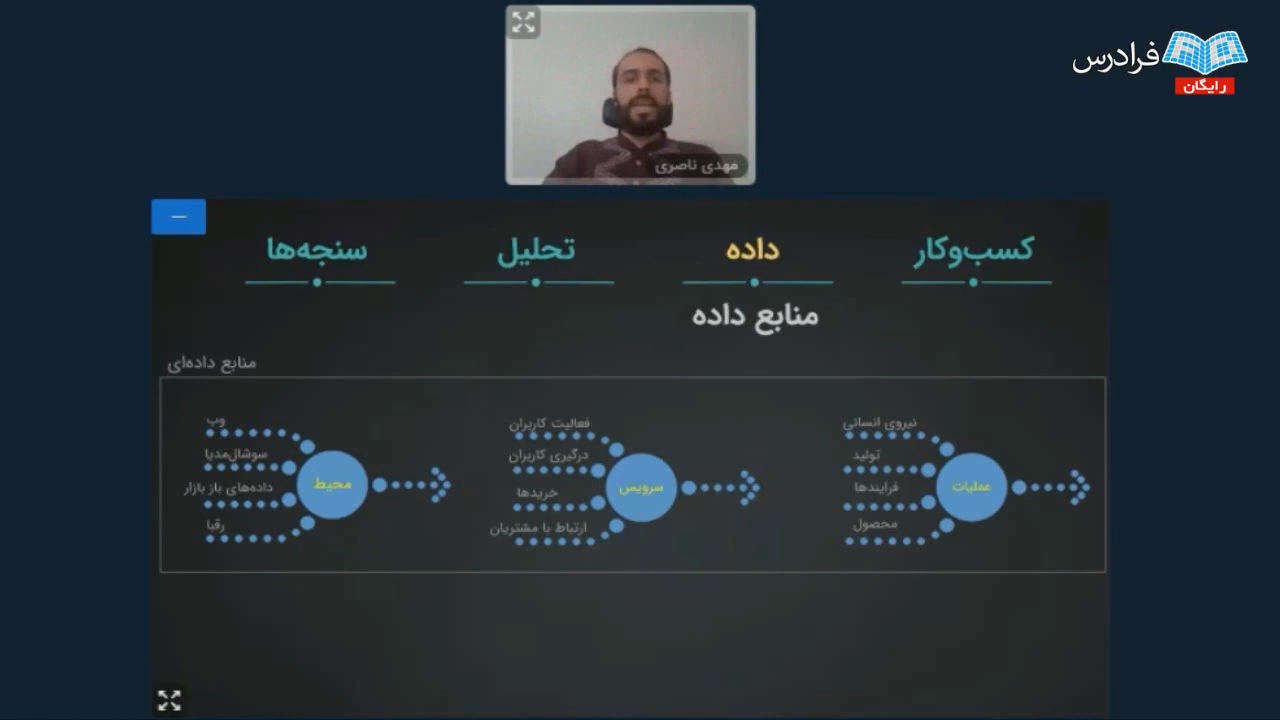 فرادرس
رایگان
مهدی ناصری
کسب‌وکار
داده
تحلیل
سنجه‌ها
منابع داده
منابع داده‌ای
نیروی انسانی
تولید
فرایندها
محصول
عملیات
فعالیت کاربران
درگیری کاربران
خریدها
ارتباط با مشتریان
سرویس
وب
سوشال‌مدیا
داده‌های باز بازار
رقبا
محیط